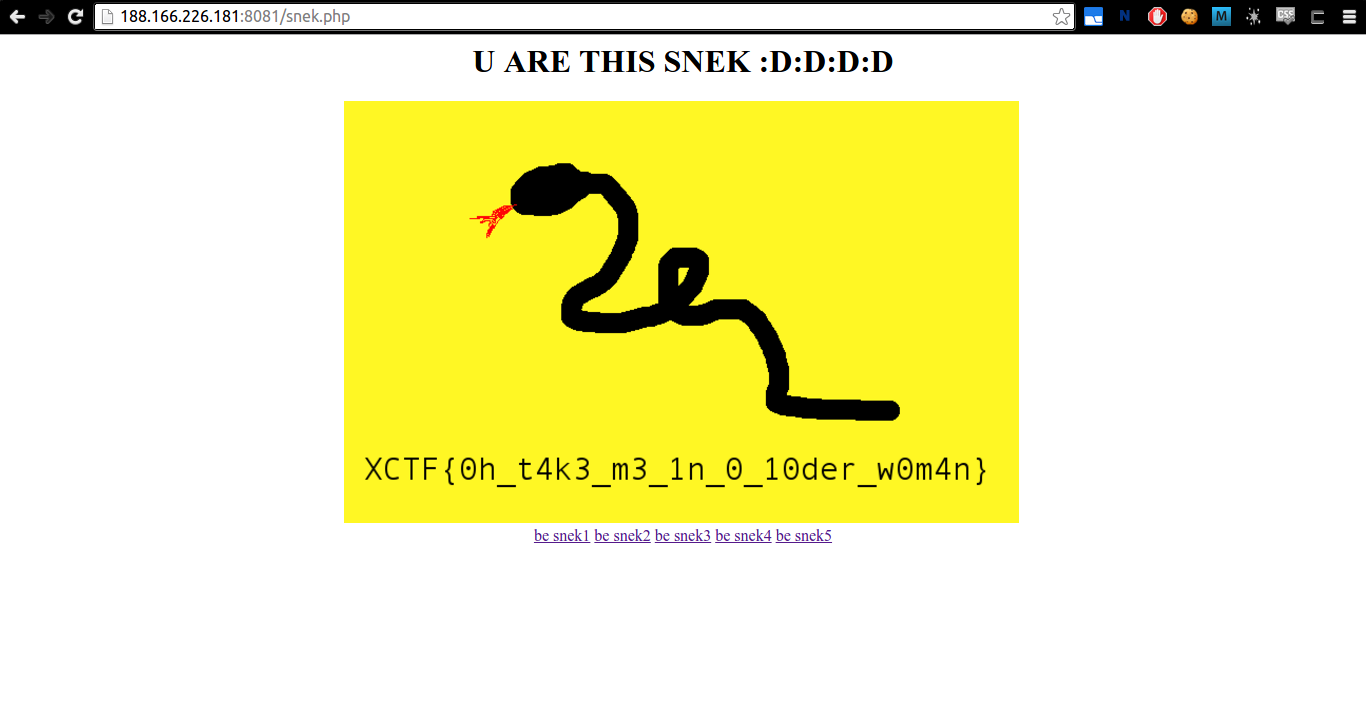 188.166.226.181:8081/snek.php
U ARE THIS SNEK :D:D:D:D
XCTF{0h_t4k3_m3_1n_0_10der_w0m4n}
be snek1 be snek2 be snek3 be snek4 be snek5